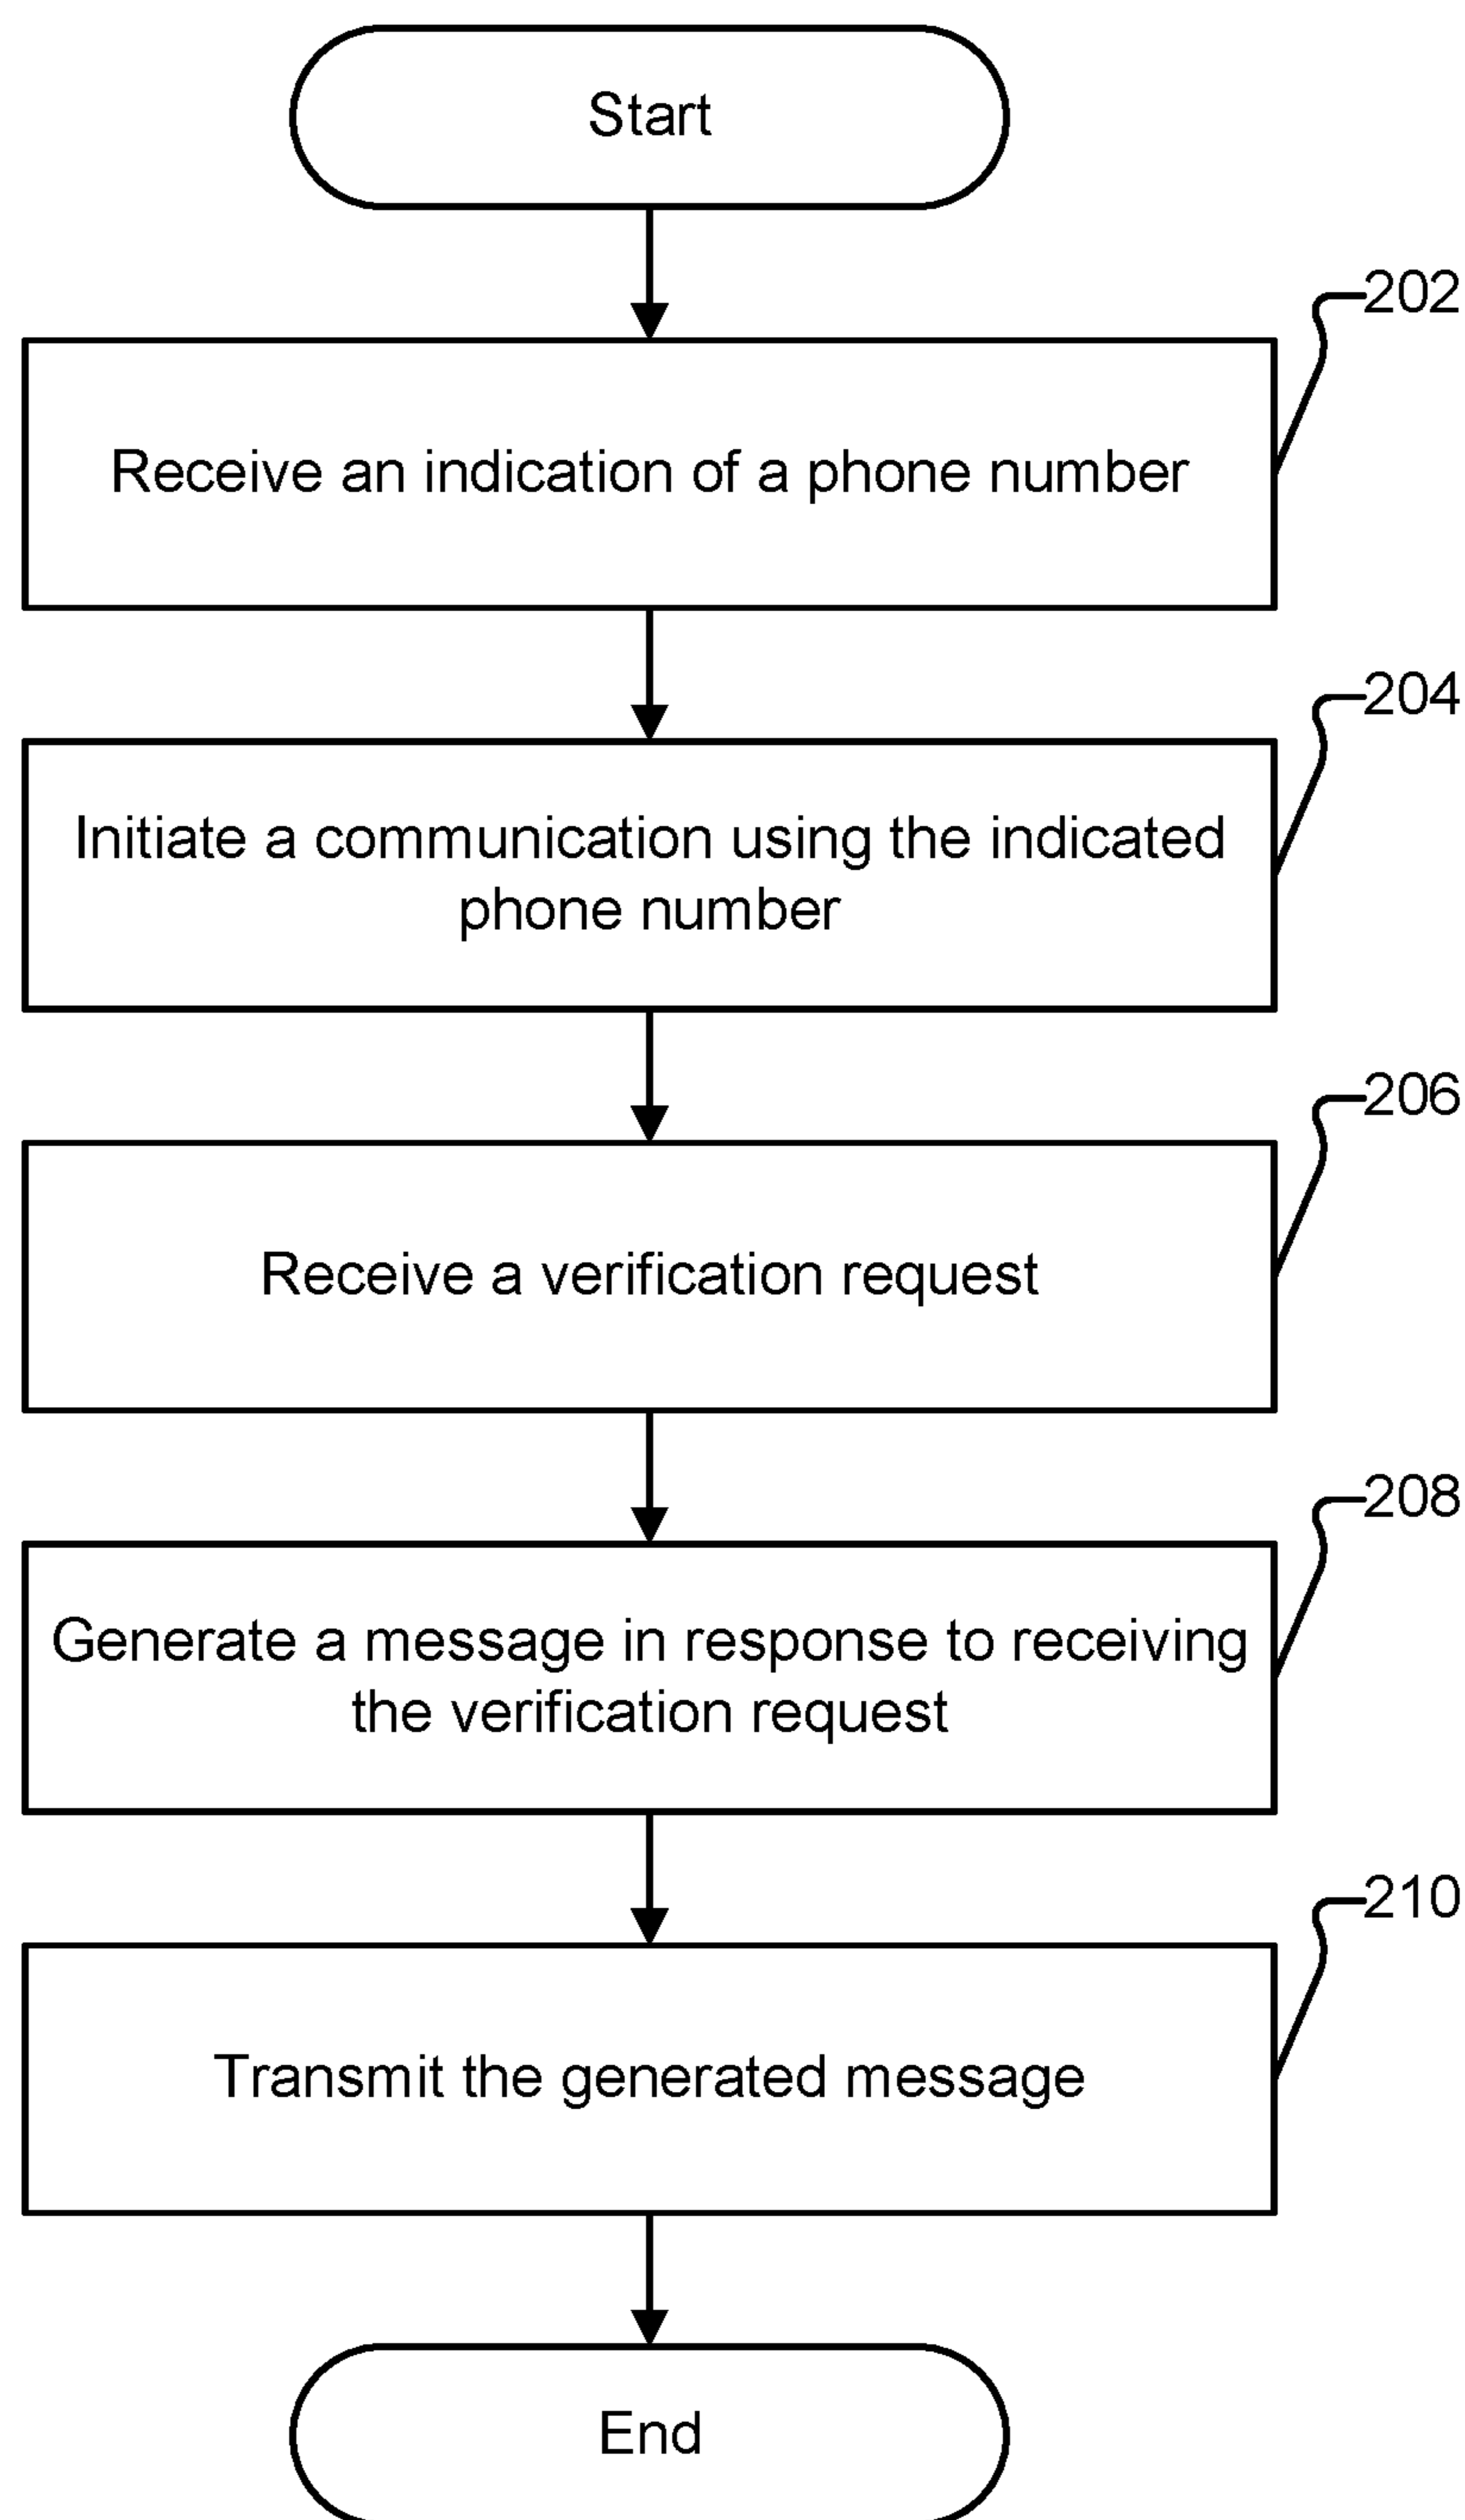 Start
202
Receive an indication of a phone number
204
Initiate a communication using the indicated
phone number
206
Receive a verification request
208
Generate a message in response to receiving
the verification request
210
Transmit the generated message
End